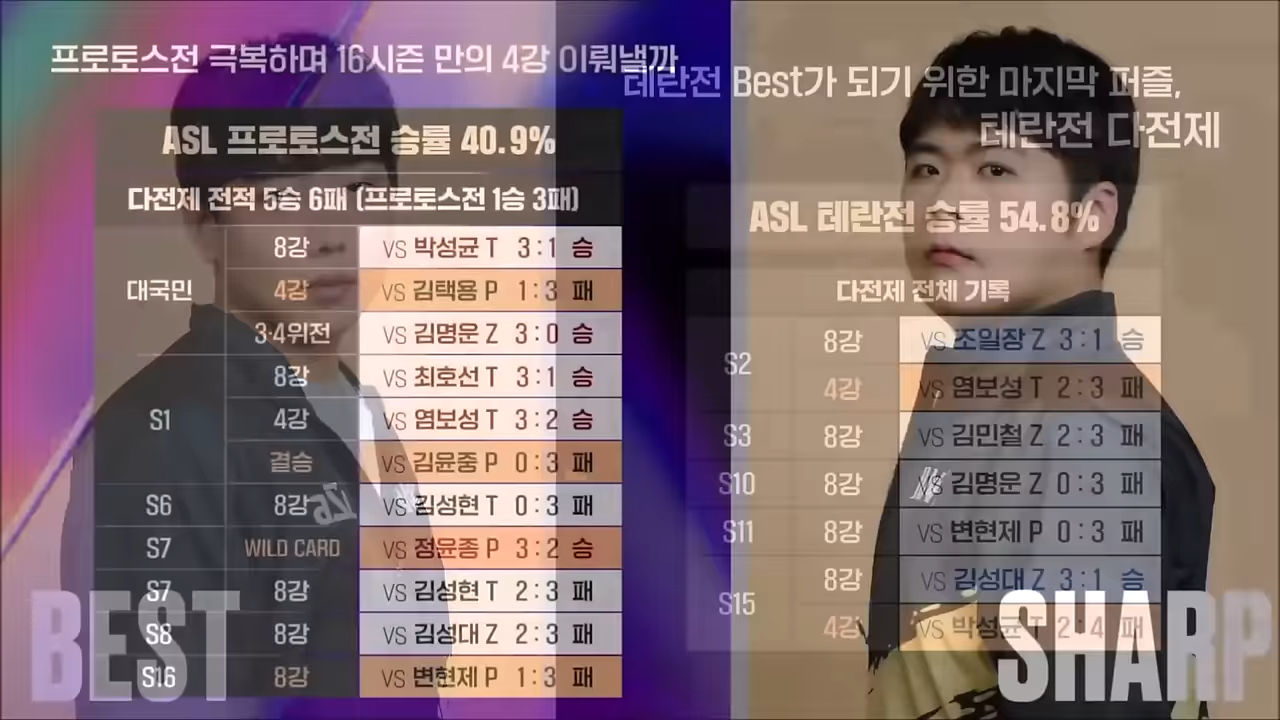 프로토스전 극복하며 16시즌 만의 4강 이뤄낼까
ASL 프로토스전 승률 40.9%
다전제 전적 5승 6패 (프로토스전 1승 3패)
대국민 8강 VS 박성균 T 3:1 승
4강 VS 김택용 P 1:3 패
3·4위전 VS 김명운 Z 3:0 승
S1 8강 VS 최호선 T 3:1 승
4강 VS 염보성 T 3:2 승
결승 VS 김윤중 P 0:3 패
S6 8강 VS 김성현 T 0:3 패
S7 WILD CARD VS 정윤종 P 3:2 승
S7 8강 VS 김성현 T 2:3 패
S8 8강 VS 김성대 Z 2:3 패
S16 8강 VS 변현제 P 1:3 패
BEST
테란전 Best가 되기 위한 마지막 퍼즐,
테란전 다전제
ASL 테란전 승률 54.8%
다전제 전체 기록
S2 8강 VS 조일장 Z 3:1 승
4강 VS 염보성 T 2:3 패
S3 8강 VS 김민철 Z 2:3 패
S10 8강 VS 김명운 Z 0:3 패
S11 8강 VS 변현제 P 0:3 패
S15 8강 VS 김성대 Z 3:1 승
4강 VS 박성균 T 2:4 패
SHARP